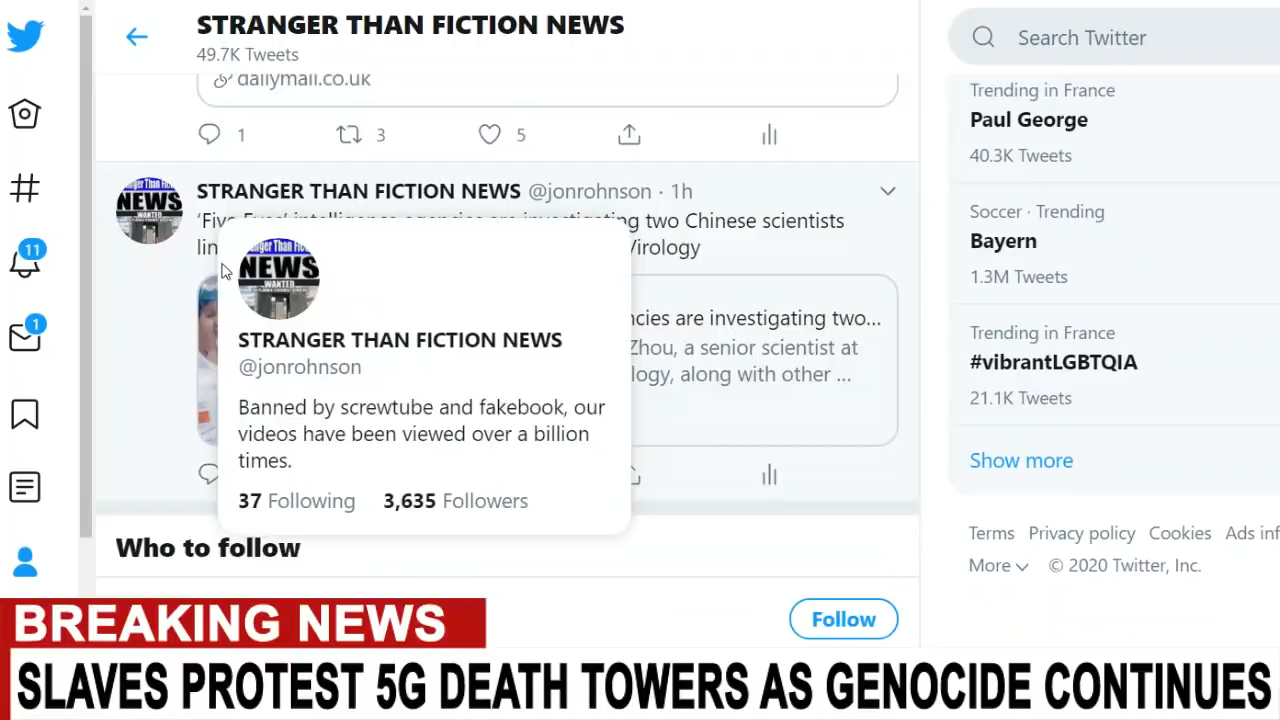 STRANGER THAN FICTION NEWS
49.7K Tweets
dailymail.co.uk
1
3
5
STRANGER THAN FICTION NEWS @jonrohnson · 1h
'Five Eyes' intelligence agencies are investigating two Chinese scientists
lin
Virology
ncies are investigating two...
Zhou, a senior scientist at
logy, along with other ...
NEWS
WANTED
NEWS
WANTED
STRANGER THAN FICTION NEWS
@jonrohnson
Banned by screwtube and fakebook, our
videos have been viewed over a billion
times.
37 Following 3,635 Followers
Who to follow
Follow
11
1
Search Twitter
Trending in France
Paul George
40.3K Tweets
Soccer · Trending
Bayern
1.3M Tweets
Trending in France
#vibrantLGBTQIA
21.1K Tweets
Show more
Terms Privacy policy Cookies Ads inf
More © 2020 Twitter, Inc.
BREAKING NEWS
SLAVES PROTEST 5G DEATH TOWERS AS GENOCIDE CONTINUES